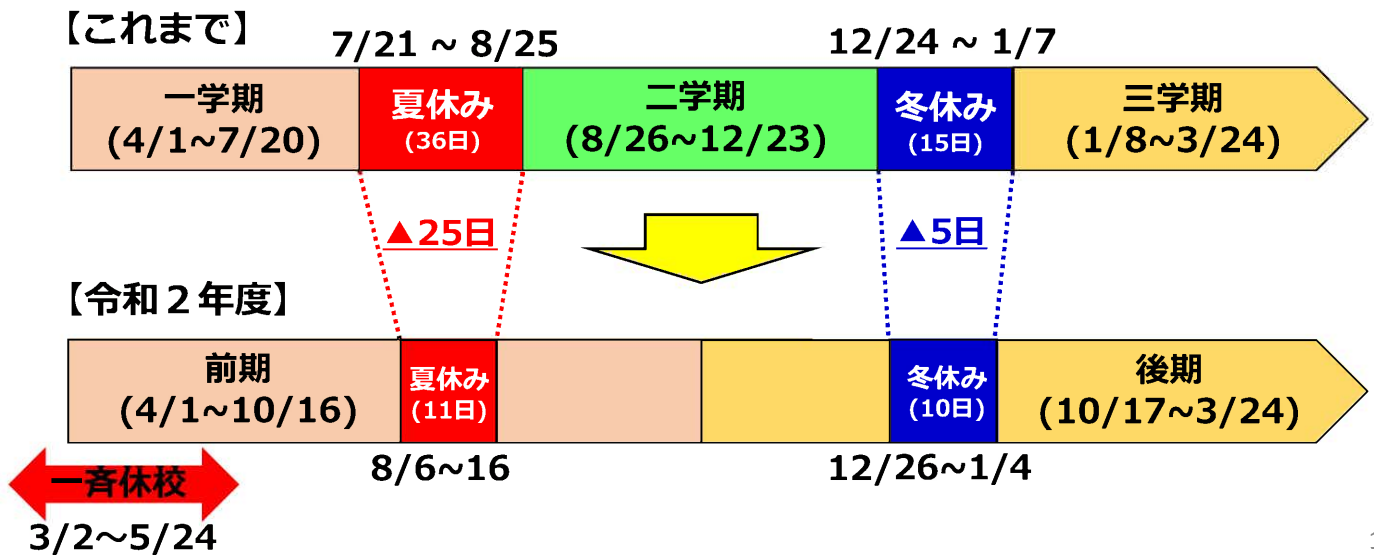 【これまで】
7/21 ~ 8/25
12/24 ~ 1/7
一学期
(4/1~7/20)
夏休み
(36日)
二学期
(8/26~12/23)
冬休み
(15日)
三学期
(1/8~3/24)
▲25日
▲5日
【令和２年度】
前期
(4/1~10/16)
夏休み
(11日)
冬休み
(10日)
後期
(10/17~3/24)
8/6~16
12/26~1/4
一斉休校
3/2～5/24